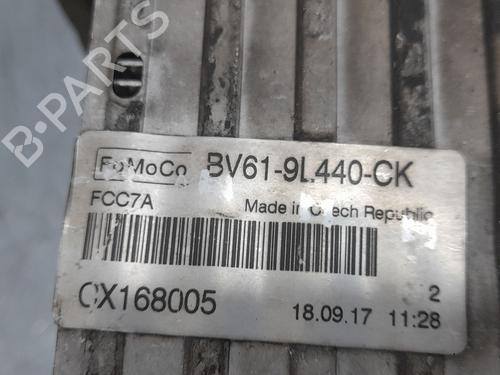 FoMoCo BV61-9L440-CK
FCC7A Made in Czech Republic
CX168005 2
18.09.17 11:28
B-PARTS